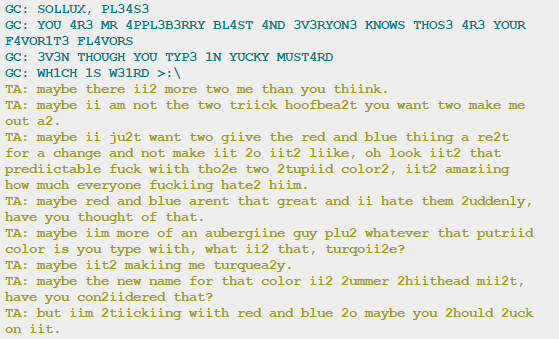 GC: SOLLUX, PL34S3
GC: YOU 4R3 MR 4PPL3B3RRY BL4ST 4ND 3V3RYON3 KNOWS THOS3 4R3 YOUR
F4VOR1T3 FL4VORS
GC: 3V3N THOUGH YOU TYP3 1N YUCKY MUST4RD
GC: WH1CH 1S W31RD >:\
TA: maybe there ii2 more two me than you thiink.
TA: maybe ii am not the two triick hoofbea2t you want two make me
out a2.
TA: maybe ii ju2t want two giive the red and blue thiing a re2t
for a change and not make iit 2o iit2 liike, oh look iit2 that
prediictable fuck wiith tho2e two 2tupiid color2, iit2 amaziing
how much everyone fuckiing hate2 hiim.
TA: maybe red and blue arent that great and ii hate them 2uddenly,
have you thought of that.
TA: maybe iim more of an aubergiine guy plu2 whatever that putriid
color is you type wiith, what ii2 that, turqoii2e?
TA: maybe iit2 makiing me turquea2y.
TA: maybe the new name for that color ii2 2ummer 2hiithead mii2t,
have you con2iidered that?
TA: but iim 2tiickiing wiith red and blue 2o maybe you 2hould 2uck
on iit.